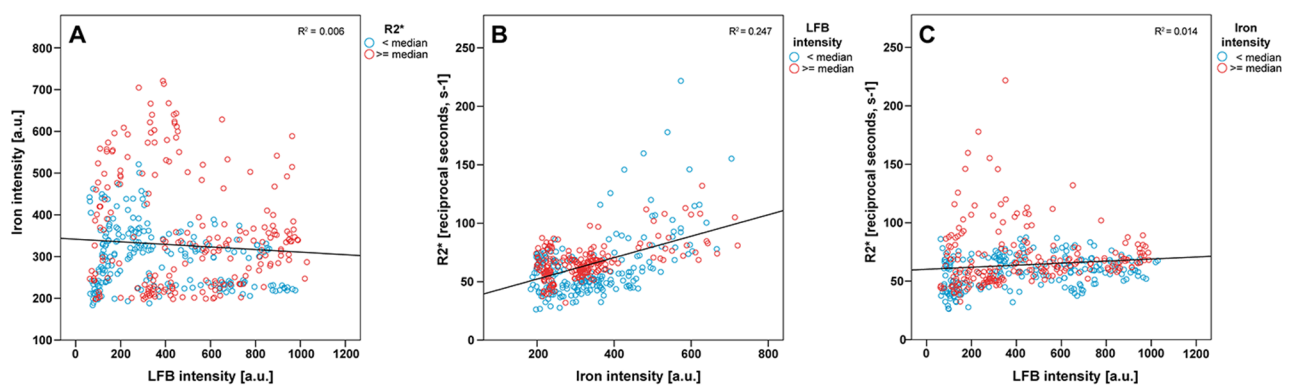 A
R² = 0.006
R2*
< median
>= median
800
700
600
500
400
300
200
100
Iron intensity [a.u.]
0
200
400
600
800
1000
1200
LFB intensity [a.u.]
B
R² = 0.247
LFB
intensity
< median
>= median
250
200
150
100
50
0
R2* [reciprocal seconds, s-1]
200
400
600
800
Iron intensity [a.u.]
C
R² = 0.014
Iron
intensity
< median
>= median
250
200
150
100
50
0
R2* [reciprocal seconds, s-1]
0
200
400
600
800
1000
1200
LFB intensity [a.u.]